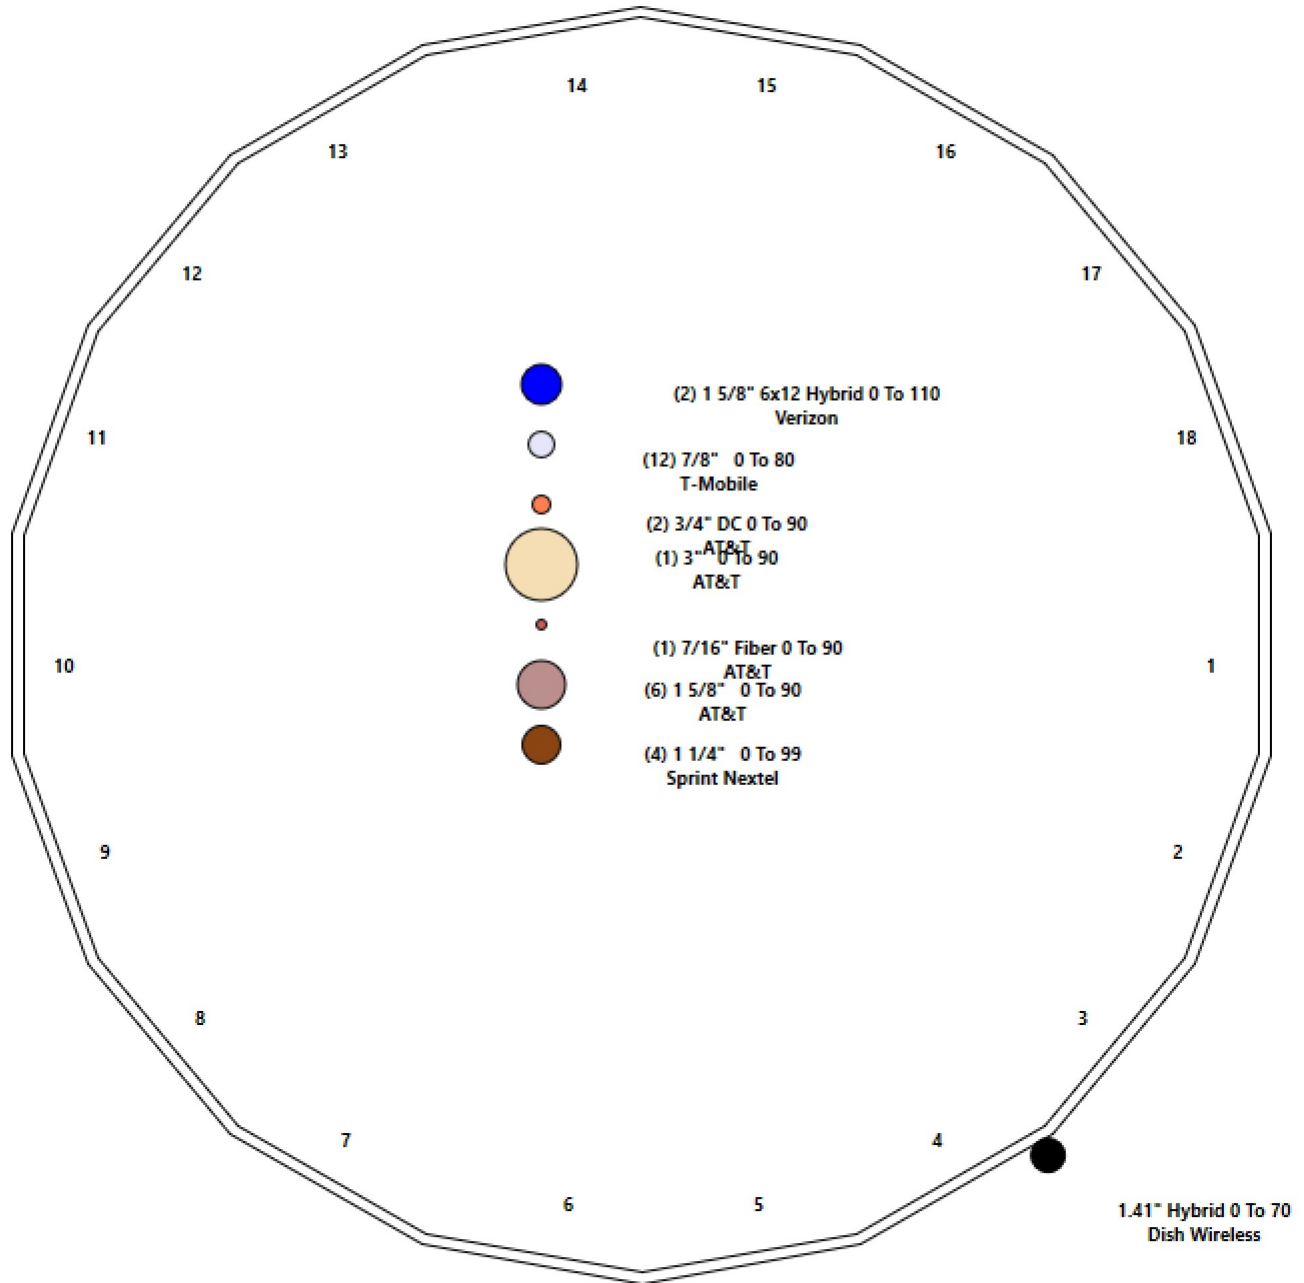 14
15
13
16
12
17
(2) 1 5/8" 6x12 Hybrid 0 To 110
Verizon
11
18
(12) 7/8" 0 To 80
T-Mobile
(2) 3/4" DC 0 To 90
AT&T
(1) 3" 0 To 90
AT&T
(1) 7/16" Fiber 0 To 90
AT&T
10
1
(6) 1 5/8" 0 To 90
AT&T
(4) 1 1/4" 0 To 99
Sprint Nextel
9
2
8
3
7
4
6
5
1.41" Hybrid 0 To 70
Dish Wireless